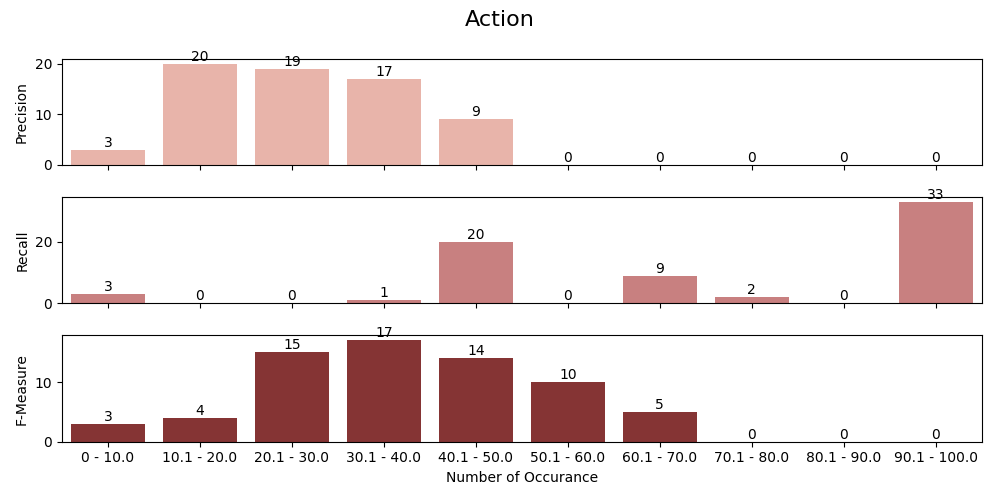 Action
Precision
20
10
0
3 20 19 17 9 0 0 0 0 0
Recall
20
0
3 0 0 1 20 0 9 2 0 33
F-Measure
10
0
3 4 15 17 14 10 5 0 0 0
0 - 10.0 10.1 - 20.0 20.1 - 30.0 30.1 - 40.0 40.1 - 50.0 50.1 - 60.0 60.1 - 70.0 70.1 - 80.0 80.1 - 90.0 90.1 - 100.0
Number of Occurance